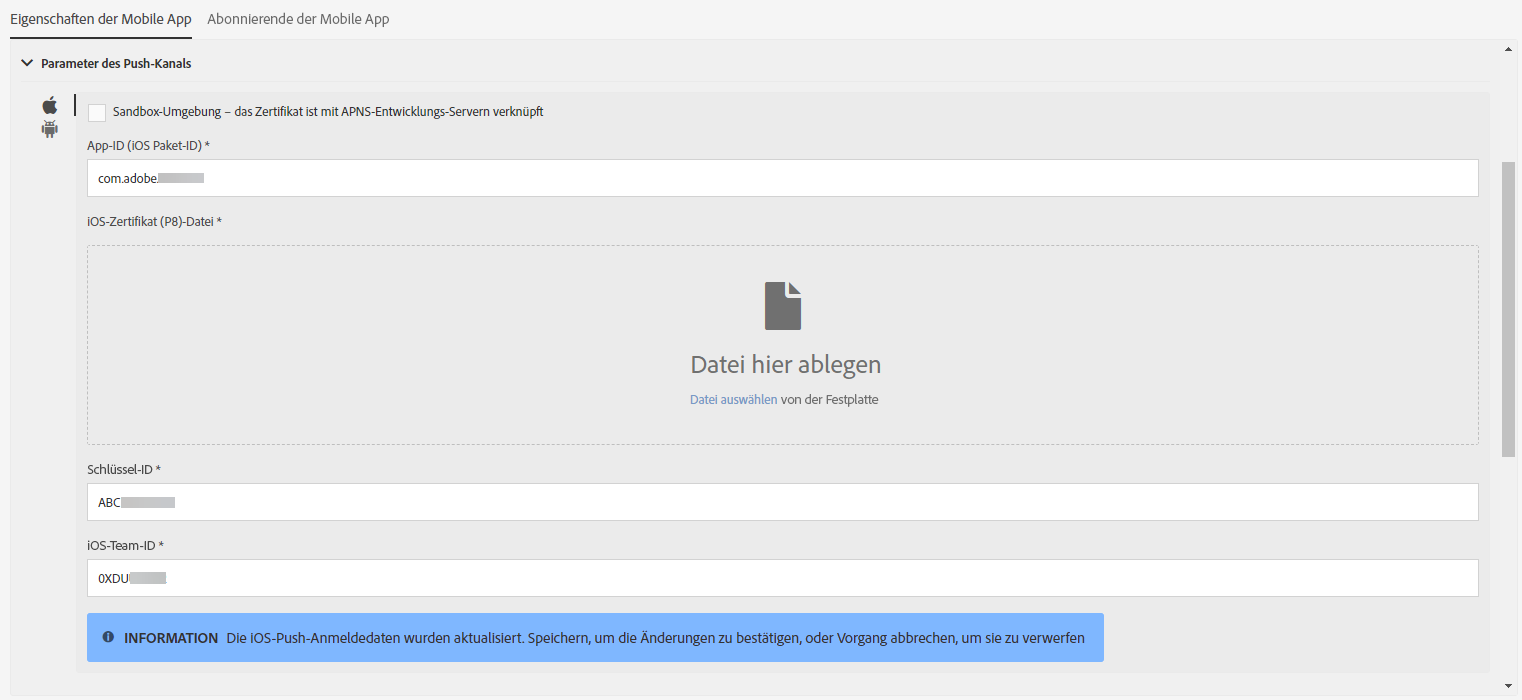 Eigenschaften der Mobile App Abonnierende der Mobile App
Parameter des Push-Kanals
Sandbox-Umgebung – das Zertifikat ist mit APNS-Entwicklungs-Servern verknüpft
App-ID (iOS Paket-ID) *
com.adobe.
iOS-Zertifikat (P8)-Datei *
Datei hier ablegen
Datei auswählen von der Festplatte
Schlüssel-ID *
ABC
iOS-Team-ID *
0XDU
INFORMATION Die iOS-Push-Anmeldedaten wurden aktualisiert. Speichern, um die Änderungen zu bestätigen, oder Vorgang abbrechen, um sie zu verwerfen